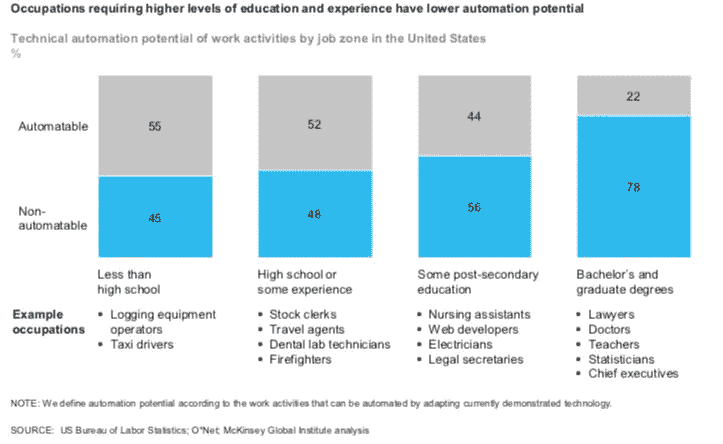 Occupations requiring higher levels of education and experience have lower automation potential
Technical automation potential of work activities by job zone in the United States
%
Automatable
55
52
44
22
Non-
automatable
45
48
56
78
Less than
high school
High school or
some experience
Some post-secondary
education
Bachelor's and
graduate degrees
Example
occupations
• Logging equipment
operators
• Taxi drivers
• Stock clerks
• Travel agents
• Dental lab technicians
• Firefighters
• Nursing assistants
• Web developers
• Electricians
• Legal secretaries
• Lawyers
• Doctors
• Teachers
• Statisticians
• Chief executives
NOTE: We define automation potential according to the work activities that can be automated by adapting currently demonstrated technology.
SOURCE: US Bureau of Labor Statistics; O*Net; McKinsey Global Institute analysis